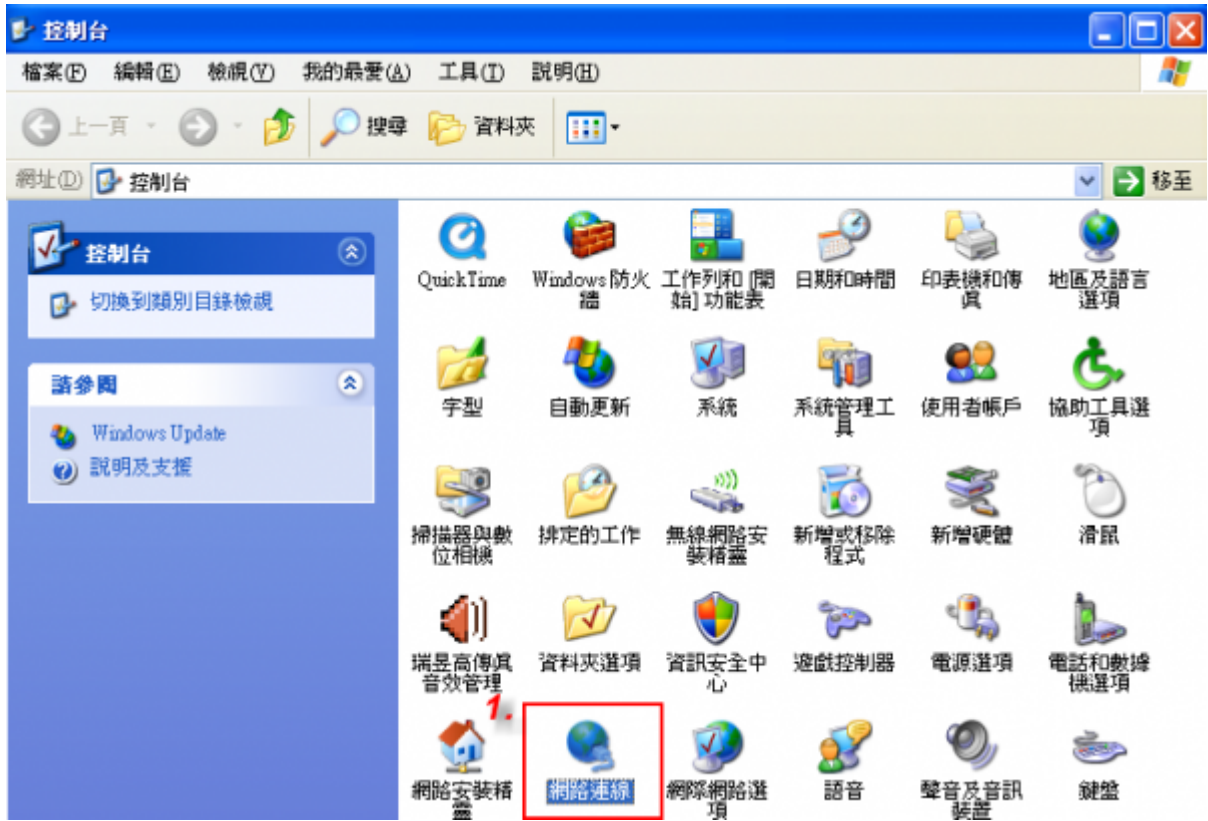 控制台
檔案(F) 編輯(E) 檢視(V) 我的最愛(A) 工具(T) 說明(H)
上一頁 搜尋 資料夾
網址(D) 控制台 移至
控制台
切換到類別目錄檢視
請參閱
Windows Update
說明及支援
QuickTime
Windows 防火
牆
工作列和 [開
始] 功能表
日期和時間
印表機和傳
真
地區及語言
選項
字型
自動更新
系統
系統管理工
具
使用者帳戶
協助工具選
項
掃描器與數
位相機
排定的工作
無線網路安
裝精靈
新增或移除
程式
新增硬體
滑鼠
瑞昱高傳真
音效管理
資料夾選項
資訊安全中
心
遊戲控制器
電源選項
電話和數據
機選項
1.
網路安裝精
靈
網路連線
網際網路選
項
語音
聲音及音訊
裝置
鍵盤